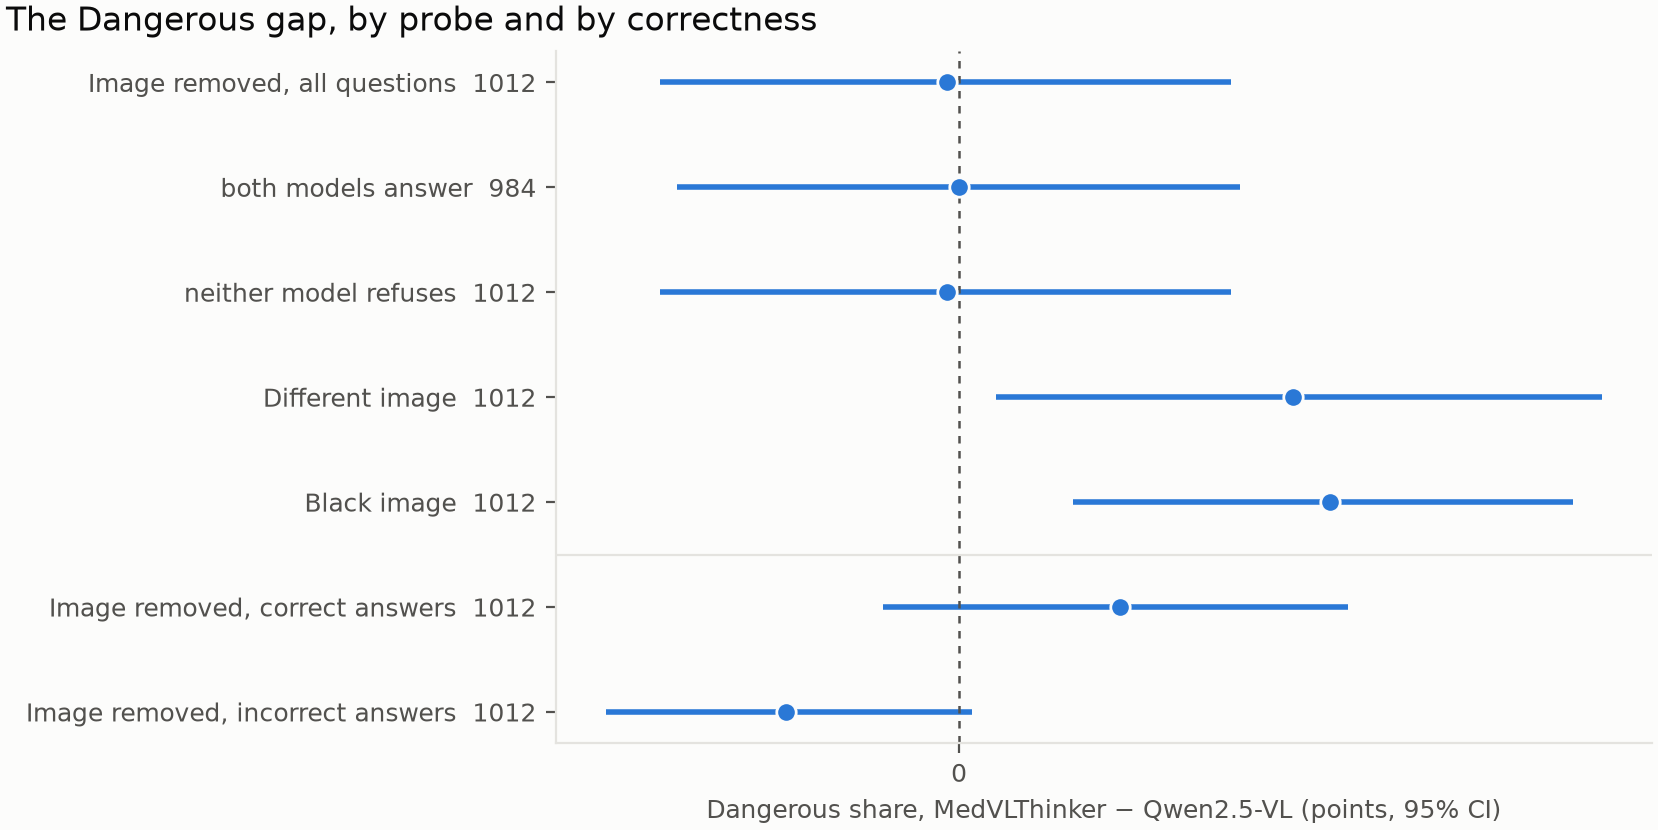 The Dangerous gap, by probe and by correctness
Image removed, all questions 1012
both models answer 984
neither model refuses 1012
Different image 1012
Black image 1012
Image removed, correct answers 1012
Image removed, incorrect answers 1012
0
Dangerous share, MedVLThinker − Qwen2.5-VL (points, 95% CI)